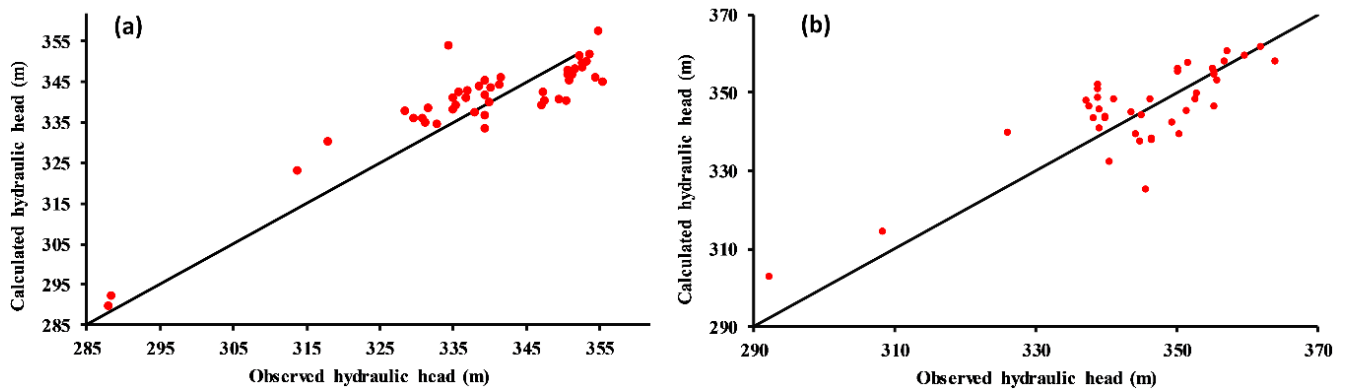 (a)
Calculated hydraulic head (m)
355
345
335
325
315
305
295
285
285 295 305 315 325 335 345 355
Observed hydraulic head (m)
(b)
Calculated hydraulic head (m)
370
350
330
310
290
290 310 330 350 370
Observed hydraulic head (m)